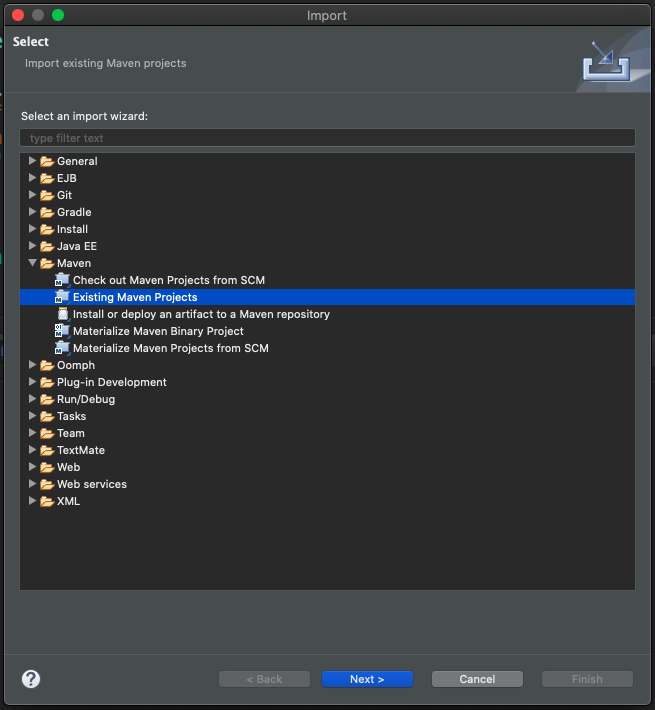 Import
Select
Import existing Maven projects
Select an import wizard:
type filter text
General
EJB
Git
Gradle
Install
Java EE
Maven
Check out Maven Projects from SCM
Existing Maven Projects
Install or deploy an artifact to a Maven repository
Materialize Maven Binary Project
Materialize Maven Projects from SCM
Oomph
Plug-in Development
Run/Debug
Tasks
Team
TextMate
Web
Web services
XML
?
< Back
Next >
Cancel
Finish